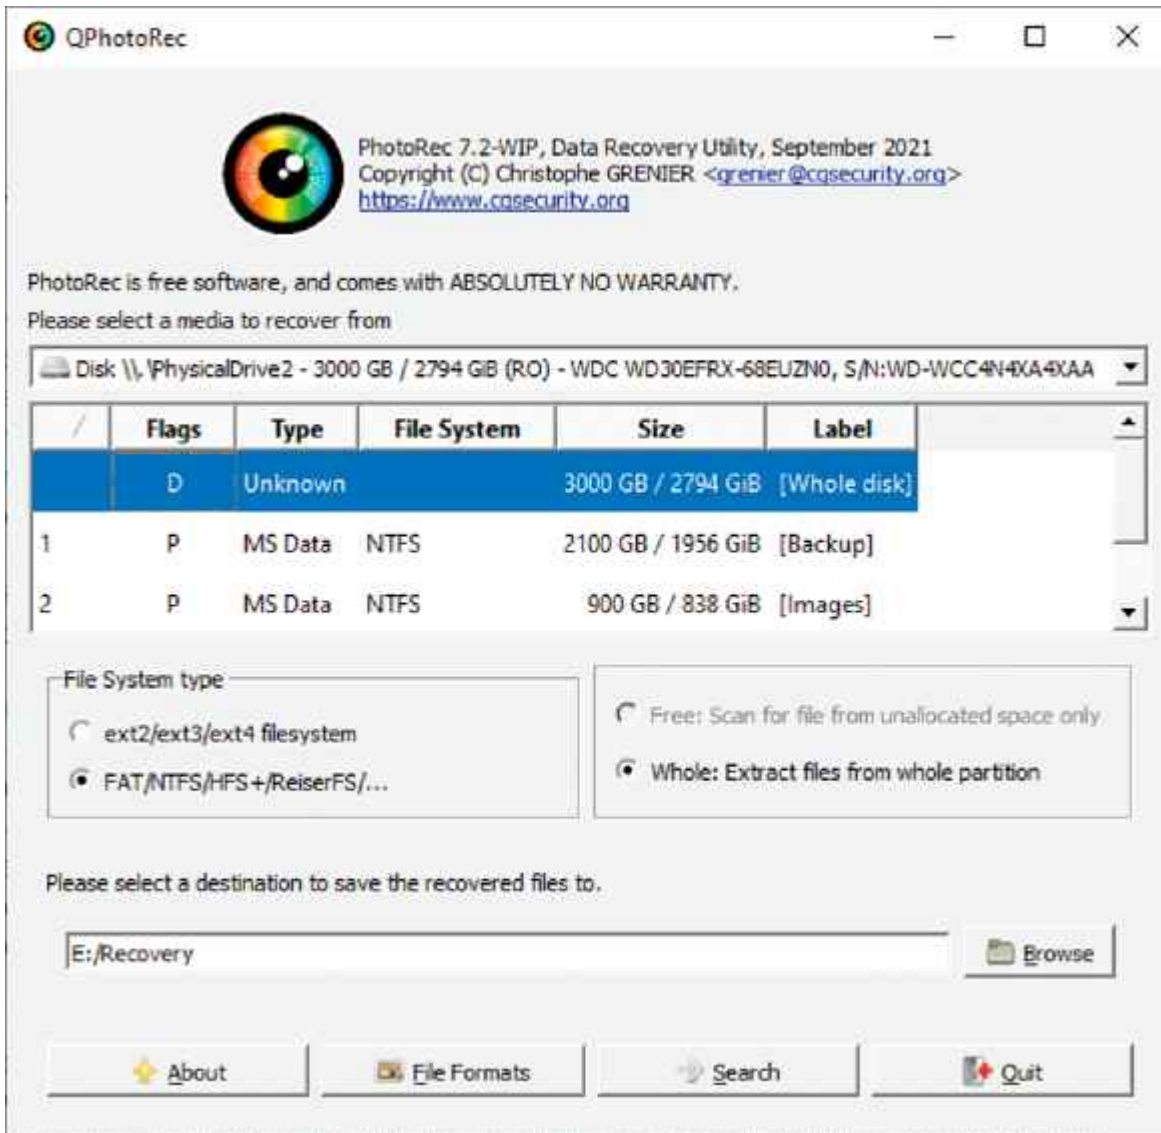 QPhotoRec
PhotoRec 7.2-WIP, Data Recovery Utility, September 2021
Copyright (C) Christophe GRENIER <grenier@cgsecurity.org>
https://www.cgsecurity.org
PhotoRec is free software, and comes with ABSOLUTELY NO WARRANTY.
Please select a media to recover from
Disk \\.\PhysicalDrive2 - 3000 GB / 2794 GiB (RO) - WDC WD30EFRX-68EUZN0, S/N:WD-WCC4N4XA4XAA
/ Flags Type File System Size Label
D Unknown 3000 GB / 2794 GiB [Whole disk]
1 P MS Data NTFS 2100 GB / 1956 GiB [Backup]
2 P MS Data NTFS 900 GB / 838 GiB [Images]
File System type
ext2/ext3/ext4 filesystem
FAT/NTFS/HFS+/ReiserFS/...
Free: Scan for file from unallocated space only
Whole: Extract files from whole partition
Please select a destination to save the recovered files to.
E:/Recovery
Browse
About File Formats Search Quit